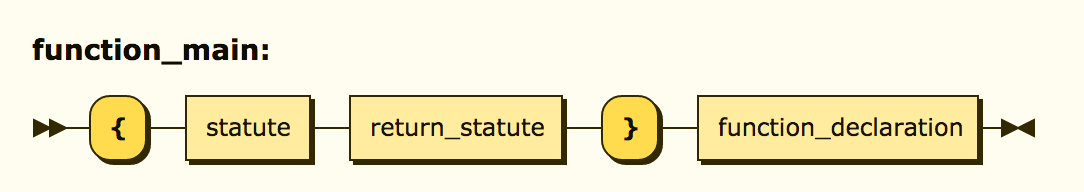 function_main:
{ statute return_statute } function_declaration